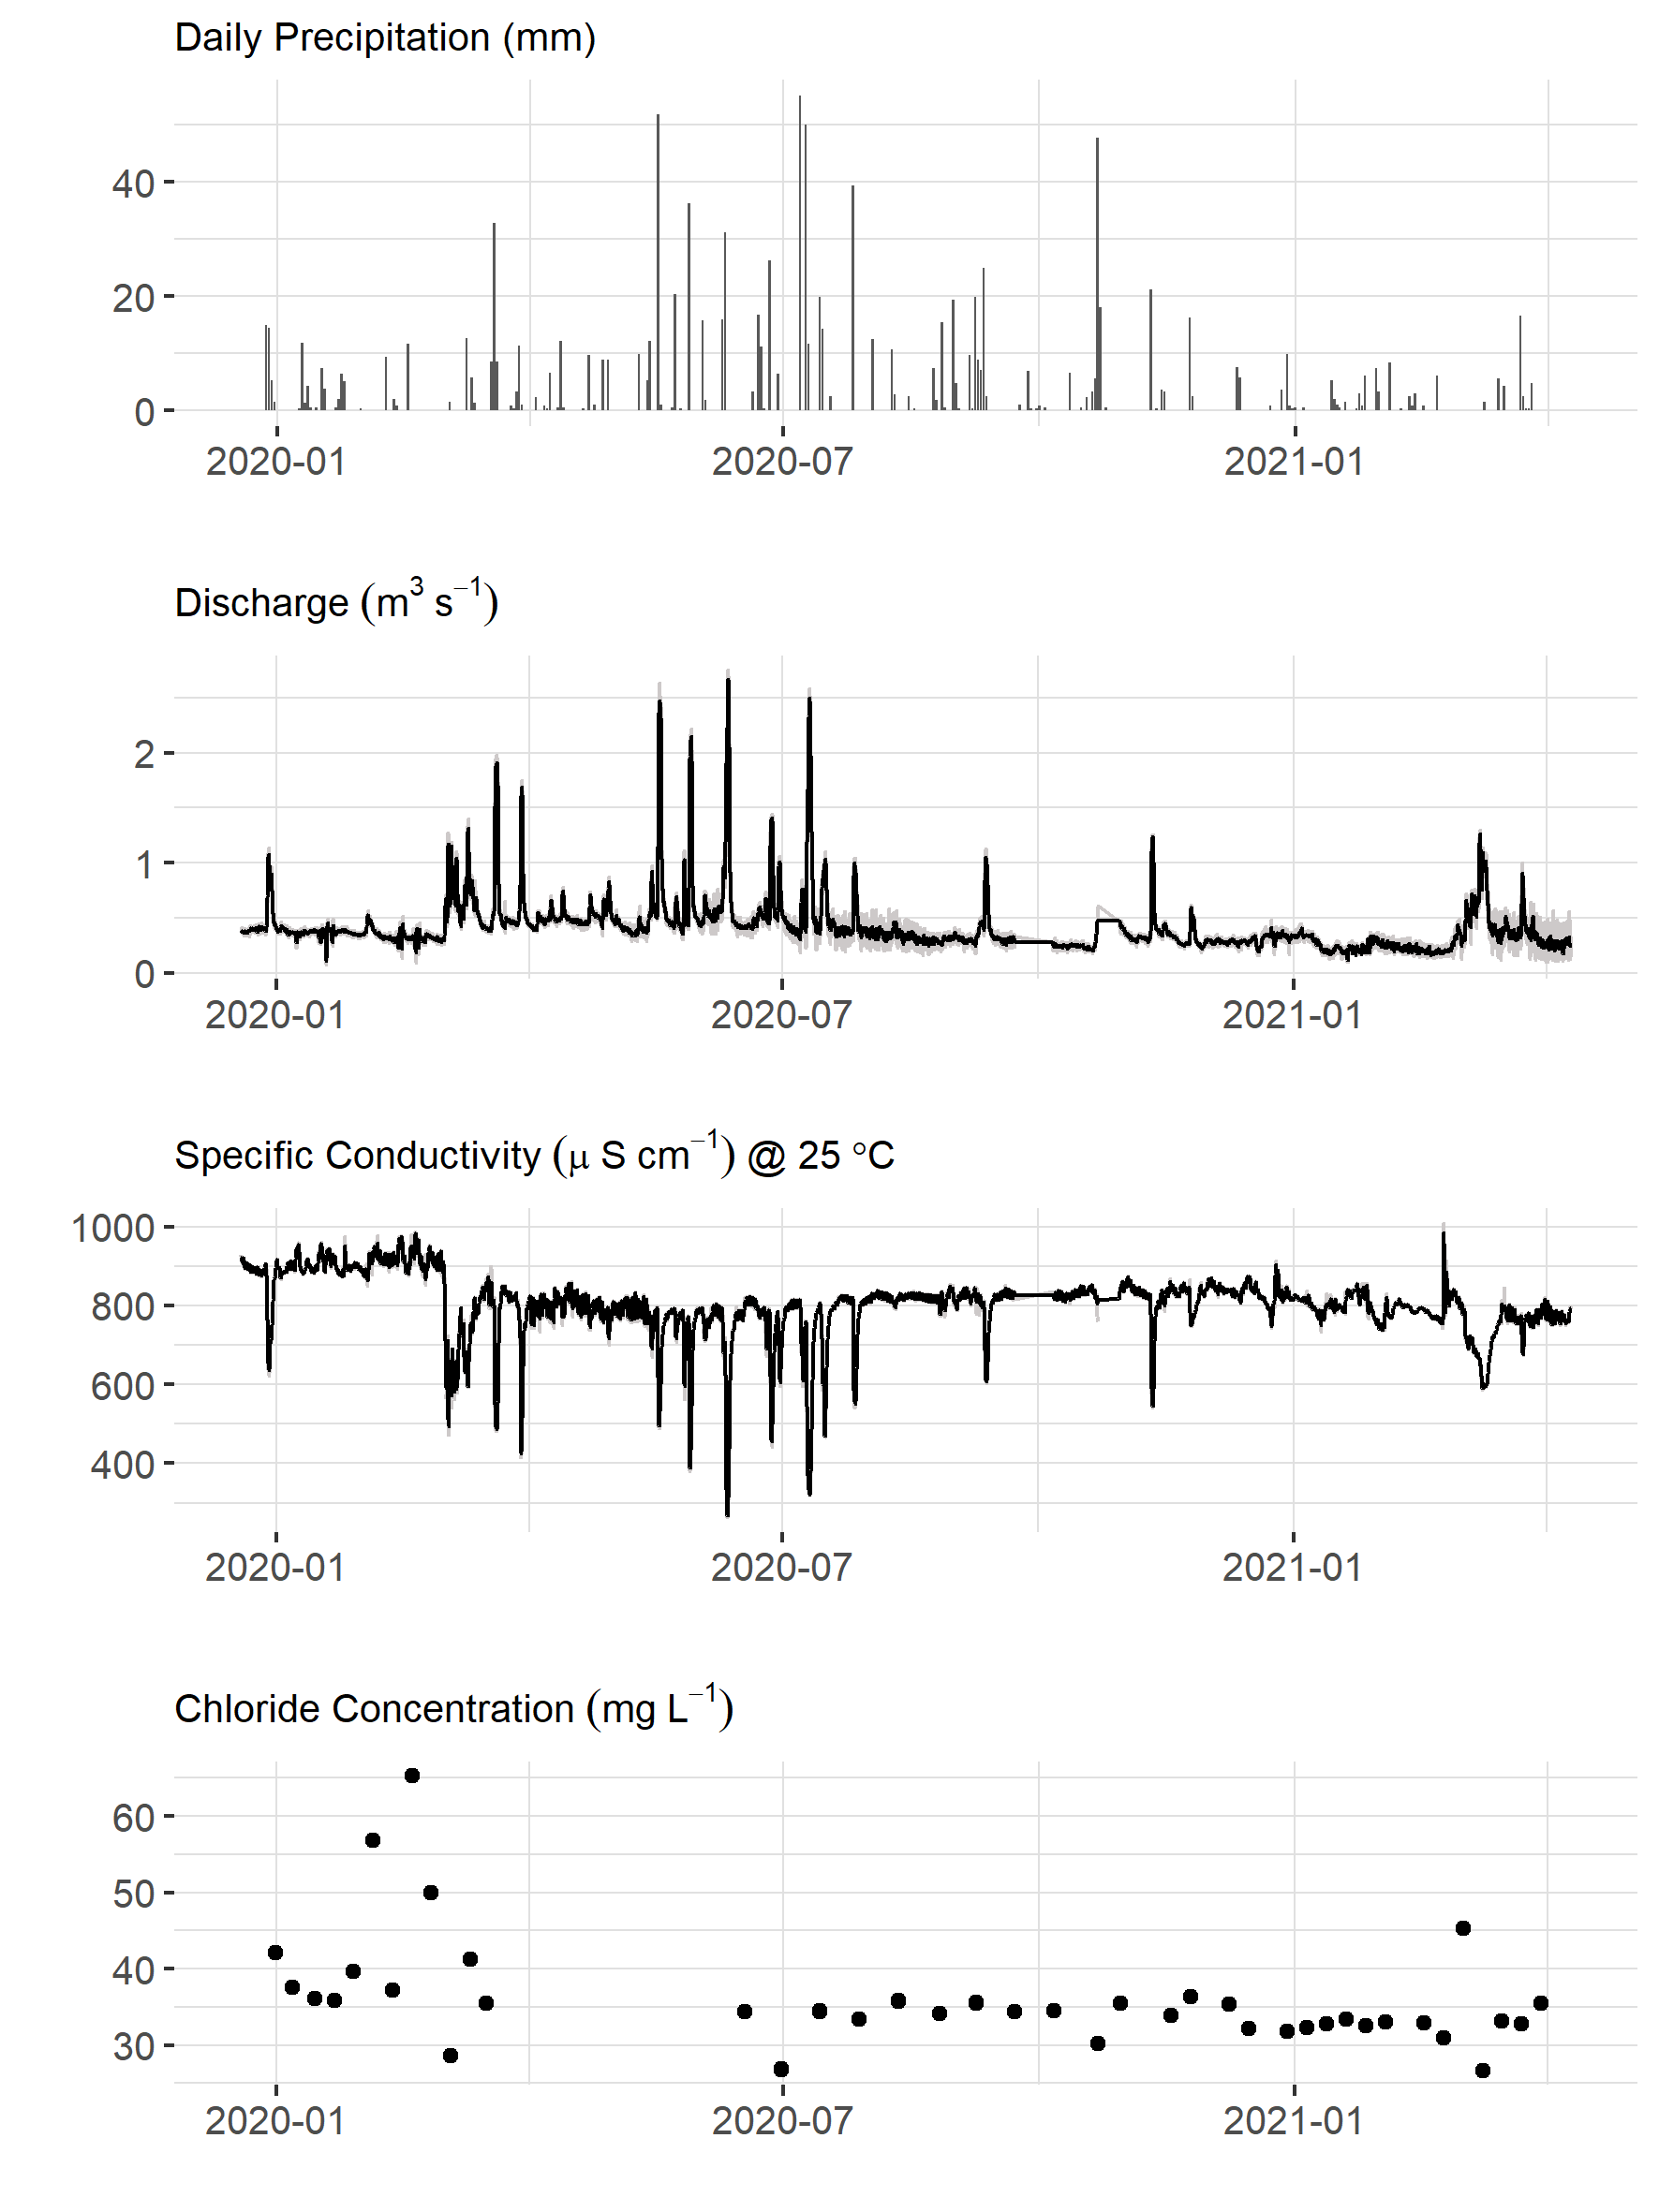 Daily Precipitation (mm)
40
20
0
2020-01 2020-07 2021-01
Discharge (m³ s⁻¹)
2
1
0
2020-01 2020-07 2021-01
Specific Conductivity (μ S cm⁻¹) @ 25 °C
1000
800
600
400
2020-01 2020-07 2021-01
Chloride Concentration (mg L⁻¹)
60
50
40
30
2020-01 2020-07 2021-01